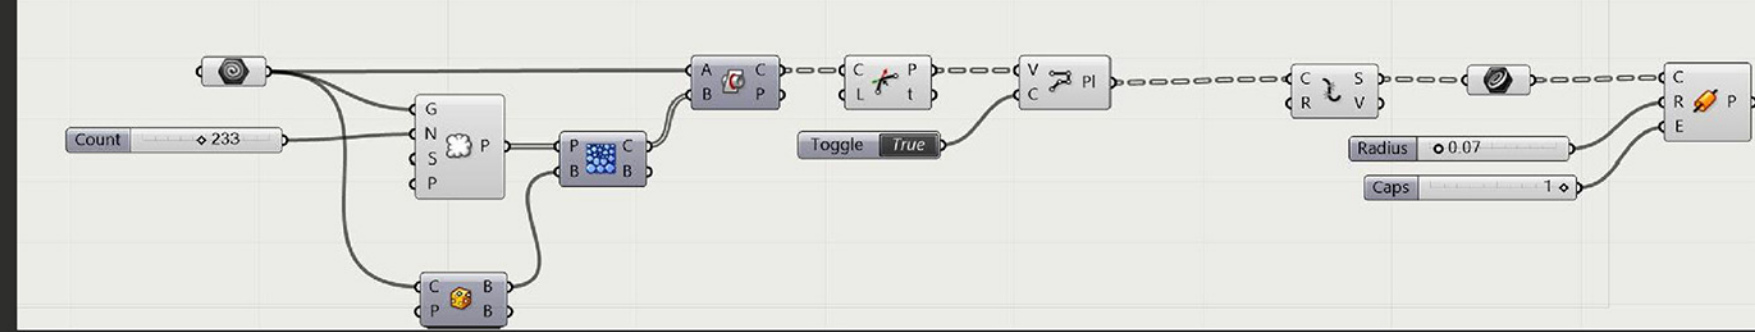 A C
B P
C P
L t
V Pl
C
C S
R V
C
R P
E
G
N P
S
P
Count 233
P C
B B
Toggle True
Radius 0.07
Caps 1
C B
P B